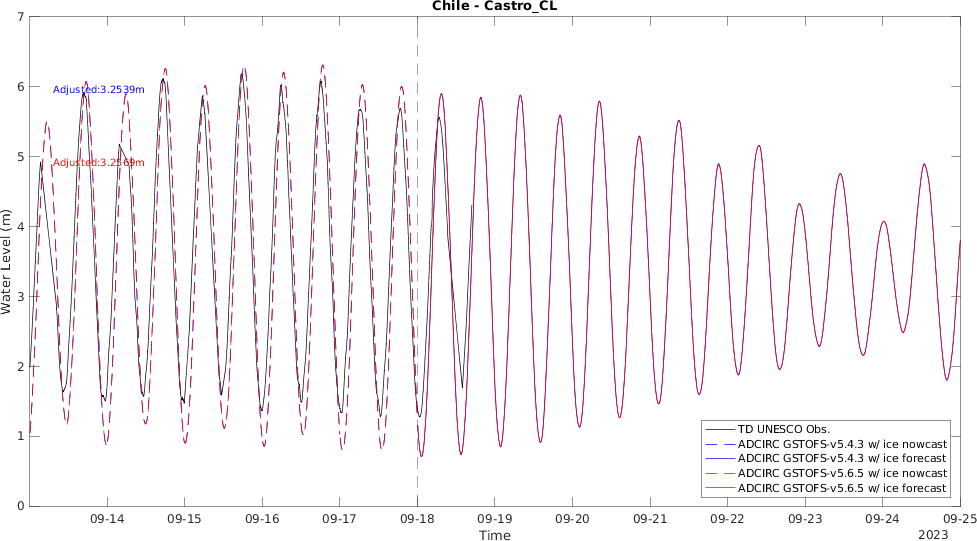 Chile - Castro_CL
7
6
5
4
3
2
1
0
Water Level (m)
Adjusted:3.2539m
Adjusted:3.2569m
TD UNESCO Obs.
ADCIRC GSTOFS-v5.4.3 w/ ice nowcast
ADCIRC GSTOFS-v5.4.3 w/ ice forecast
ADCIRC GSTOFS-v5.6.5 w/ ice nowcast
ADCIRC GSTOFS-v5.6.5 w/ ice forecast
09-14 09-15 09-16 09-17 09-18 09-19 09-20 09-21 09-22 09-23 09-24 09-25
Time
2023